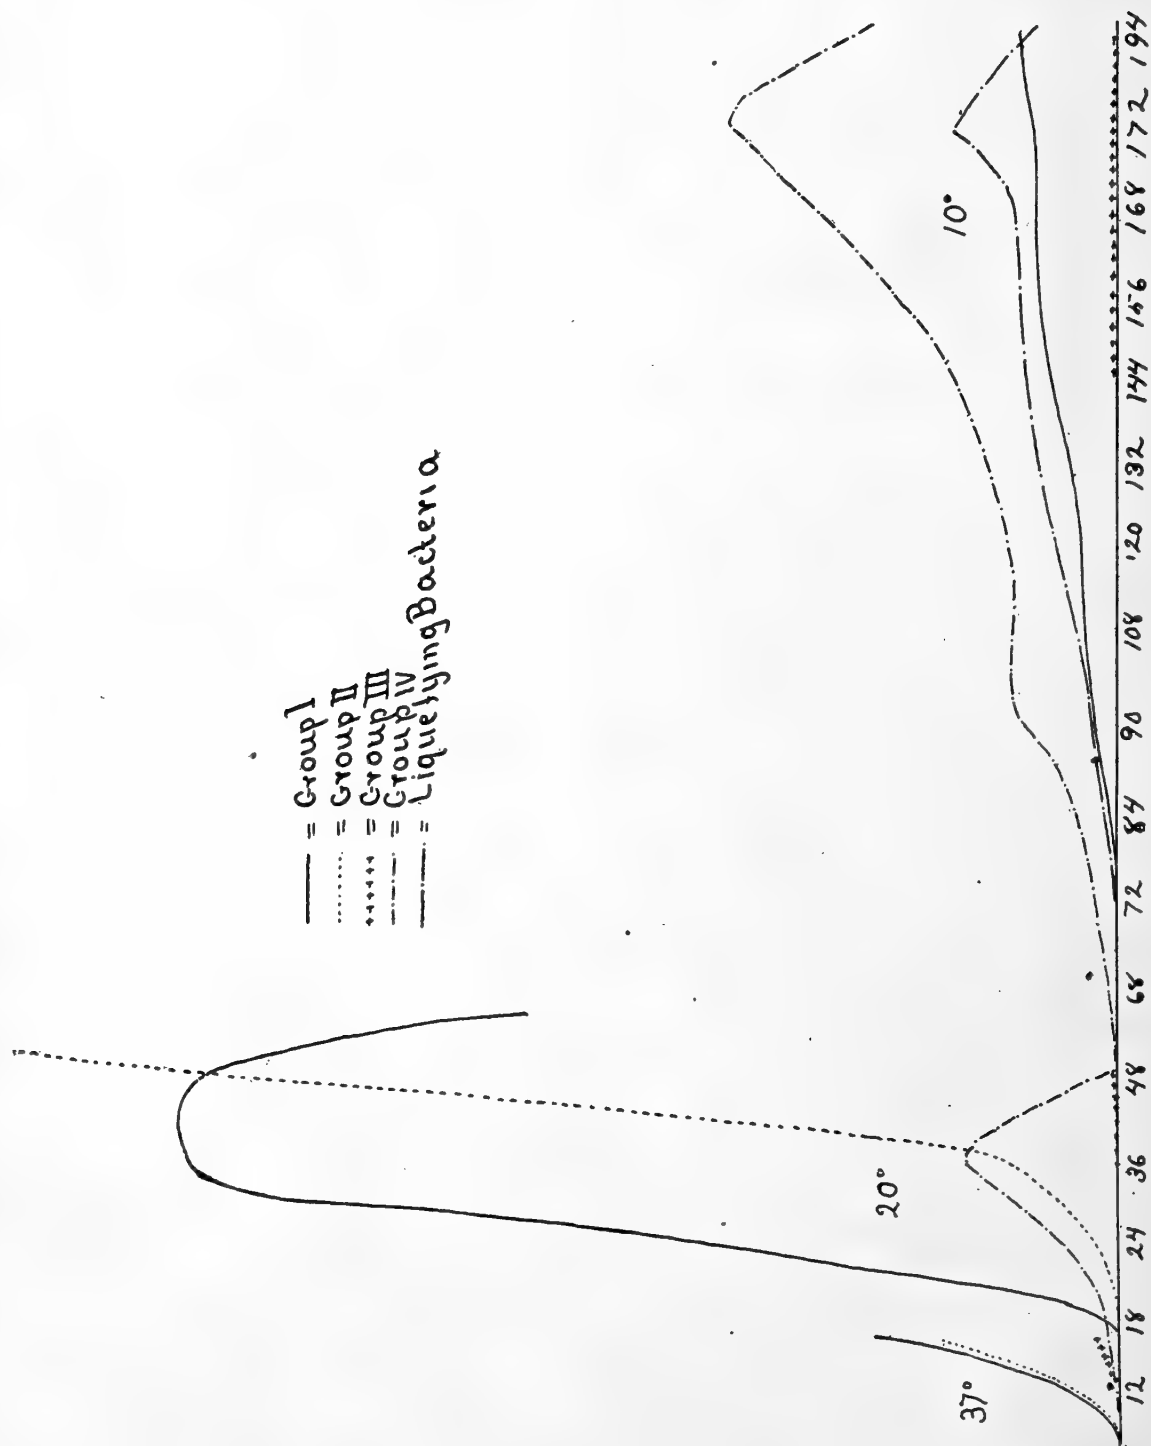 ——— = Group I
........ = Group II
++++++ = Group III
—··—·· = Group IV
—·—· = Liquefying Bacteria
37°
20°
10°
12 18 24 36 48 68 72 84 90 108 120 132 144 156 168 172 194